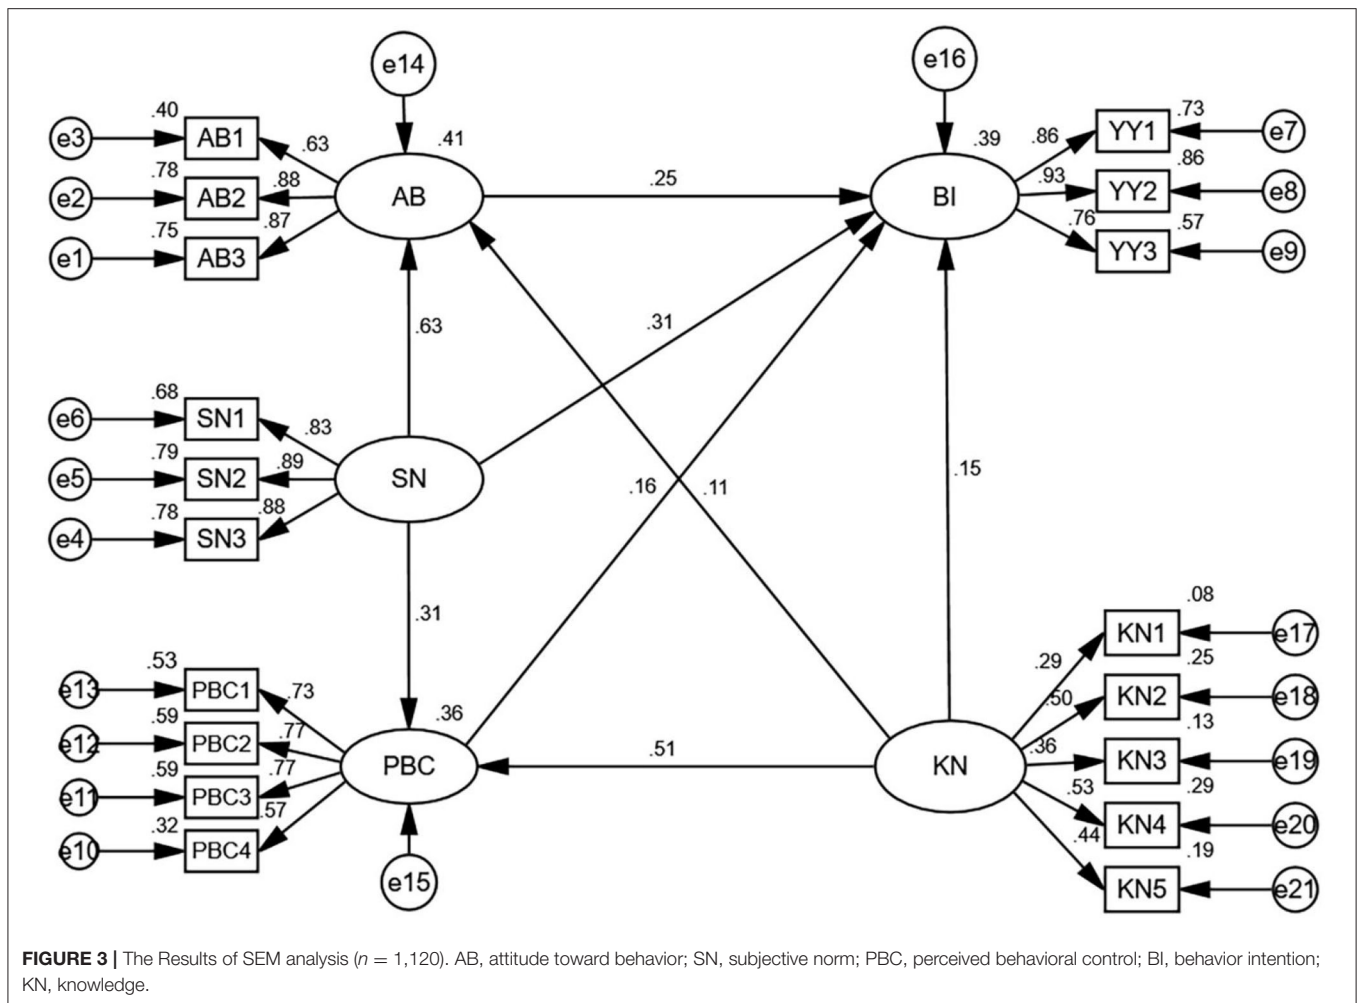 e14
e16
.40
.41
.39
.73
e3
AB1
.63
.86
YY1
e7
.78
.88
.25
.93
.86
e2
AB2
AB
BI
YY2
e8
.75
.87
.76
.57
e1
AB3
YY3
e9
.63
.31
.68
e6
SN1
.83
.79
.89
e5
SN2
SN
.15
.78
.88
.16
.11
e4
SN3
.31
.08
KN1
e17
.29
.25
.53
e13
PBC1
.73
.50
KN2
e18
.59
.36
.13
e12
PBC2
.77
.51
.36
KN3
e19
PBC
KN
.59
.77
.53
.29
e11
PBC3
.57
KN4
e20
.32
.44
.19
e10
PBC4
e15
KN5
e21
FIGURE 3 | The Results of SEM analysis (n = 1,120). AB, attitude toward behavior; SN, subjective norm; PBC, perceived behavioral control; BI, behavior intention;
KN, knowledge.